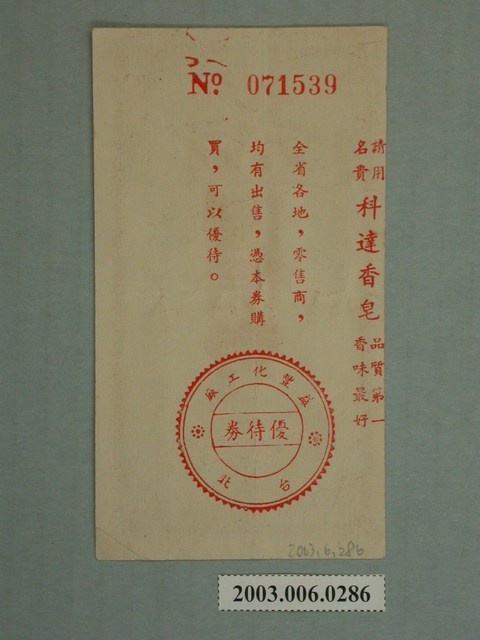 No. 071539
請用
名貴
科達香皂
品質第一
香味最好
全省各地，零售商，
均有出售，憑本券購
買，可以優待。
益豐化工廠
優待券
台北
2003.6.286
2003.006.0286